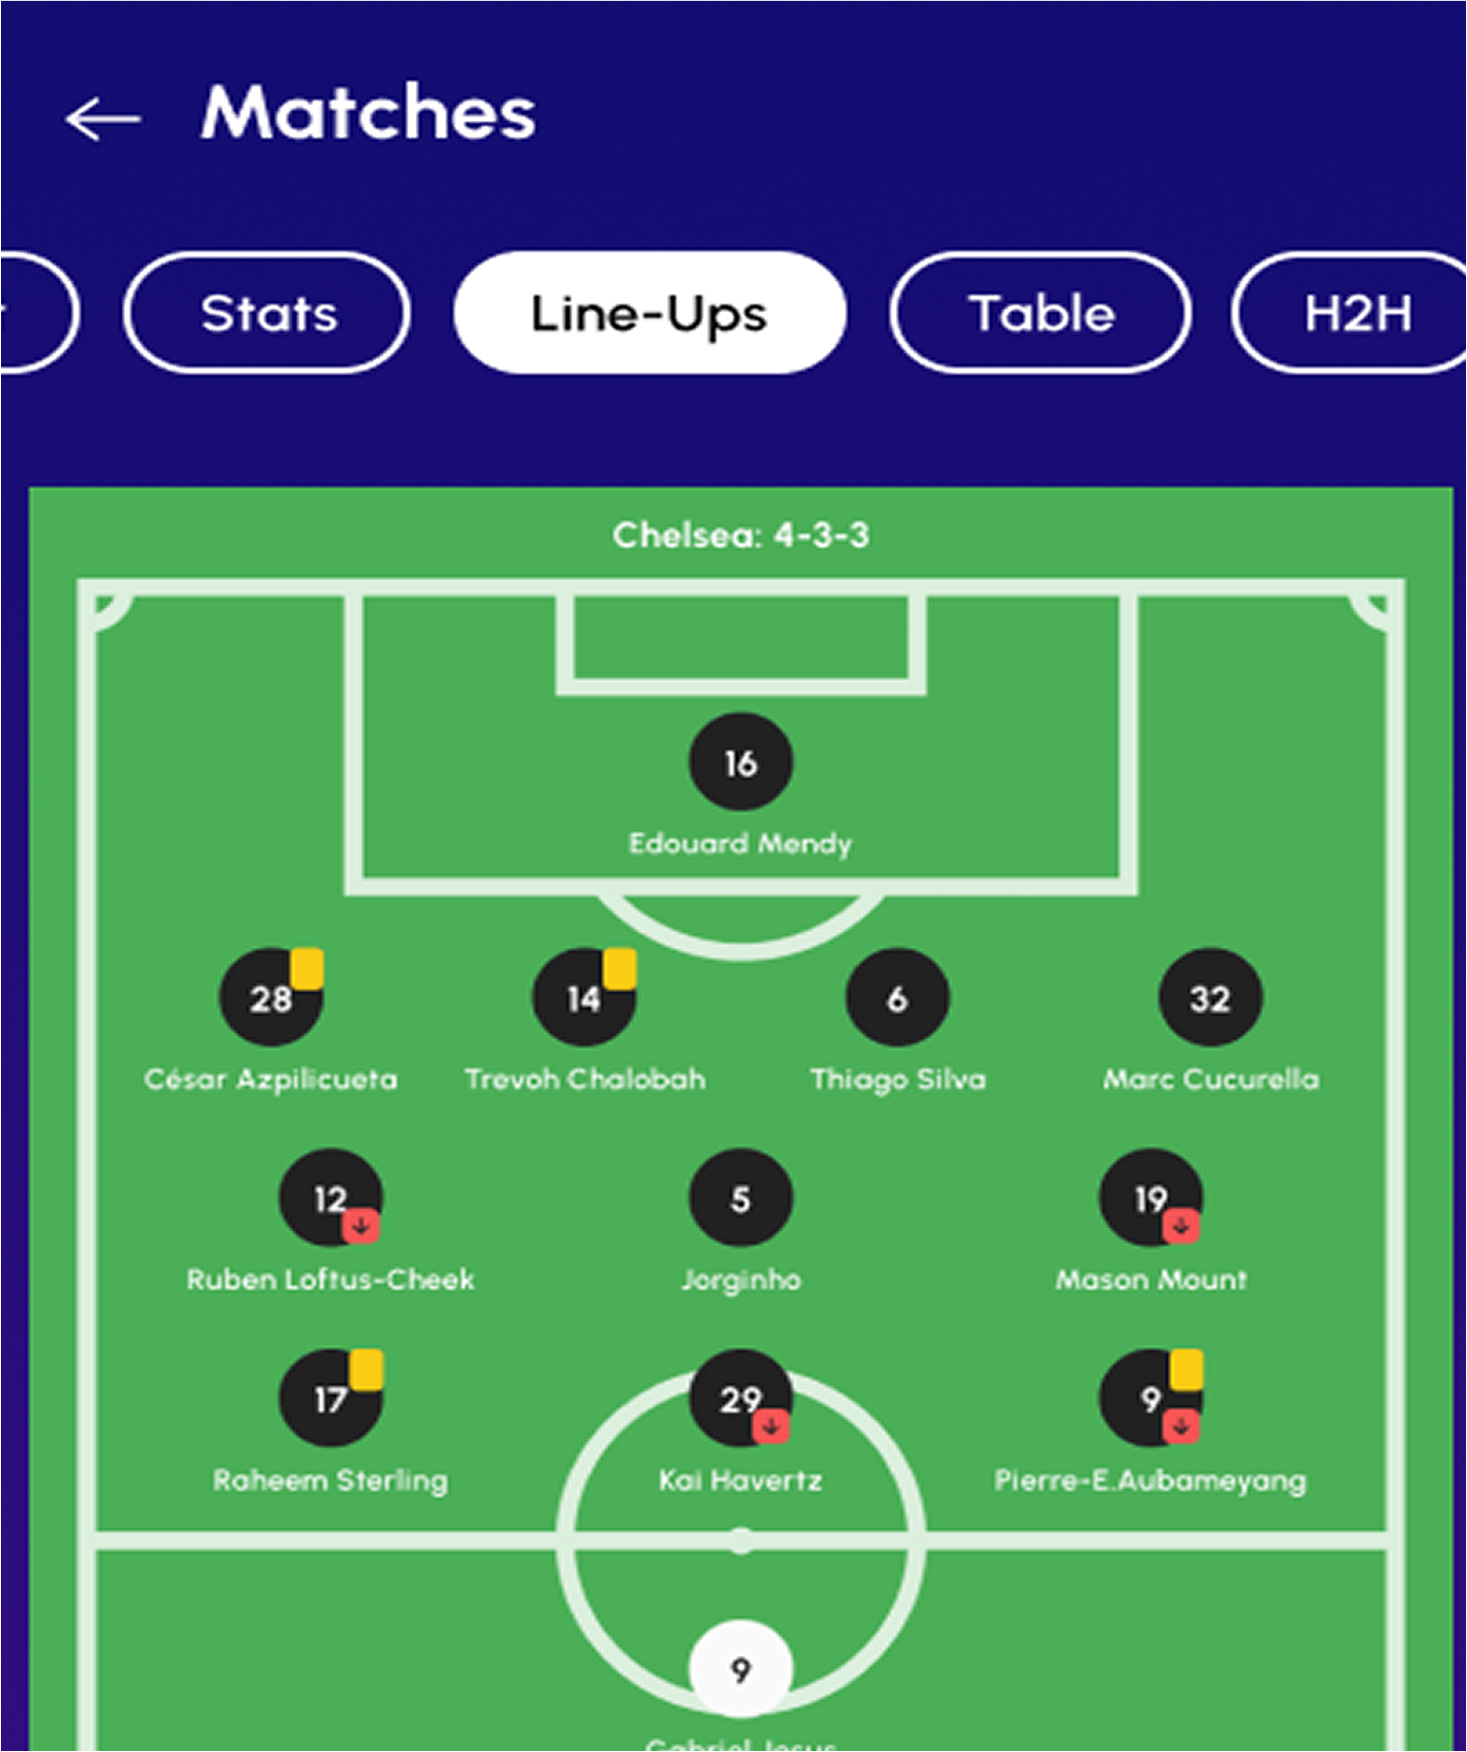 Matches
Stats Line-Ups Table H2H
Chelsea: 4-3-3
16
Edouard Mendy
28 14 6 32
César Azpilicueta Trevoh Chalobah Thiago Silva Marc Cucurella
12 5 19
Ruben Loftus-Cheek Jorginho Mason Mount
17 29 9
Raheem Sterling Kai Havertz Pierre-E.Aubameyang
9
Gabriel Jesus